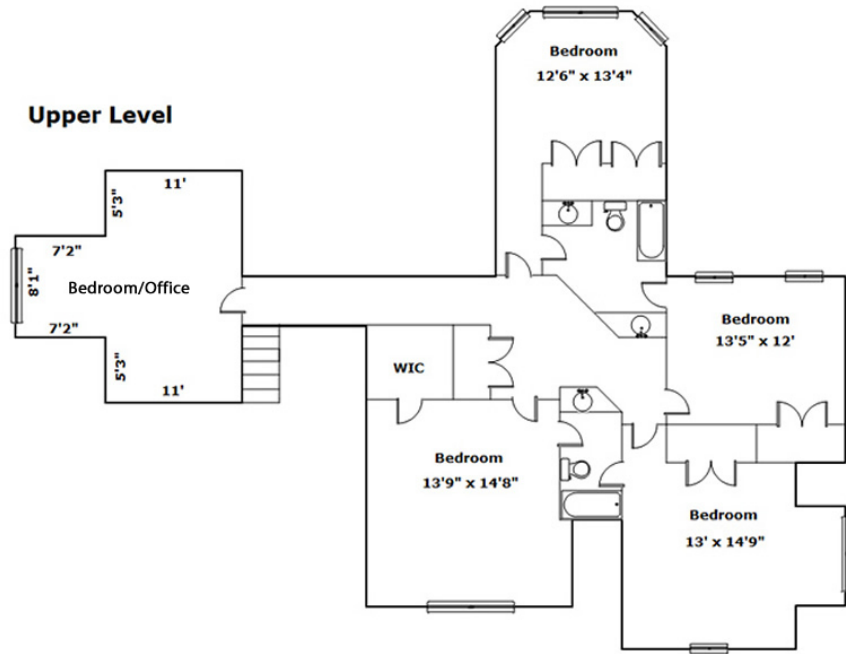 Upper Level
Bedroom
12'6" x 13'4"
11'
5'3"
7'2"
8'1"
Bedroom/Office
7'2"
5'3"
11'
WIC
Bedroom
13'5" x 12'
Bedroom
13'9" x 14'8"
Bedroom
13' x 14'9"